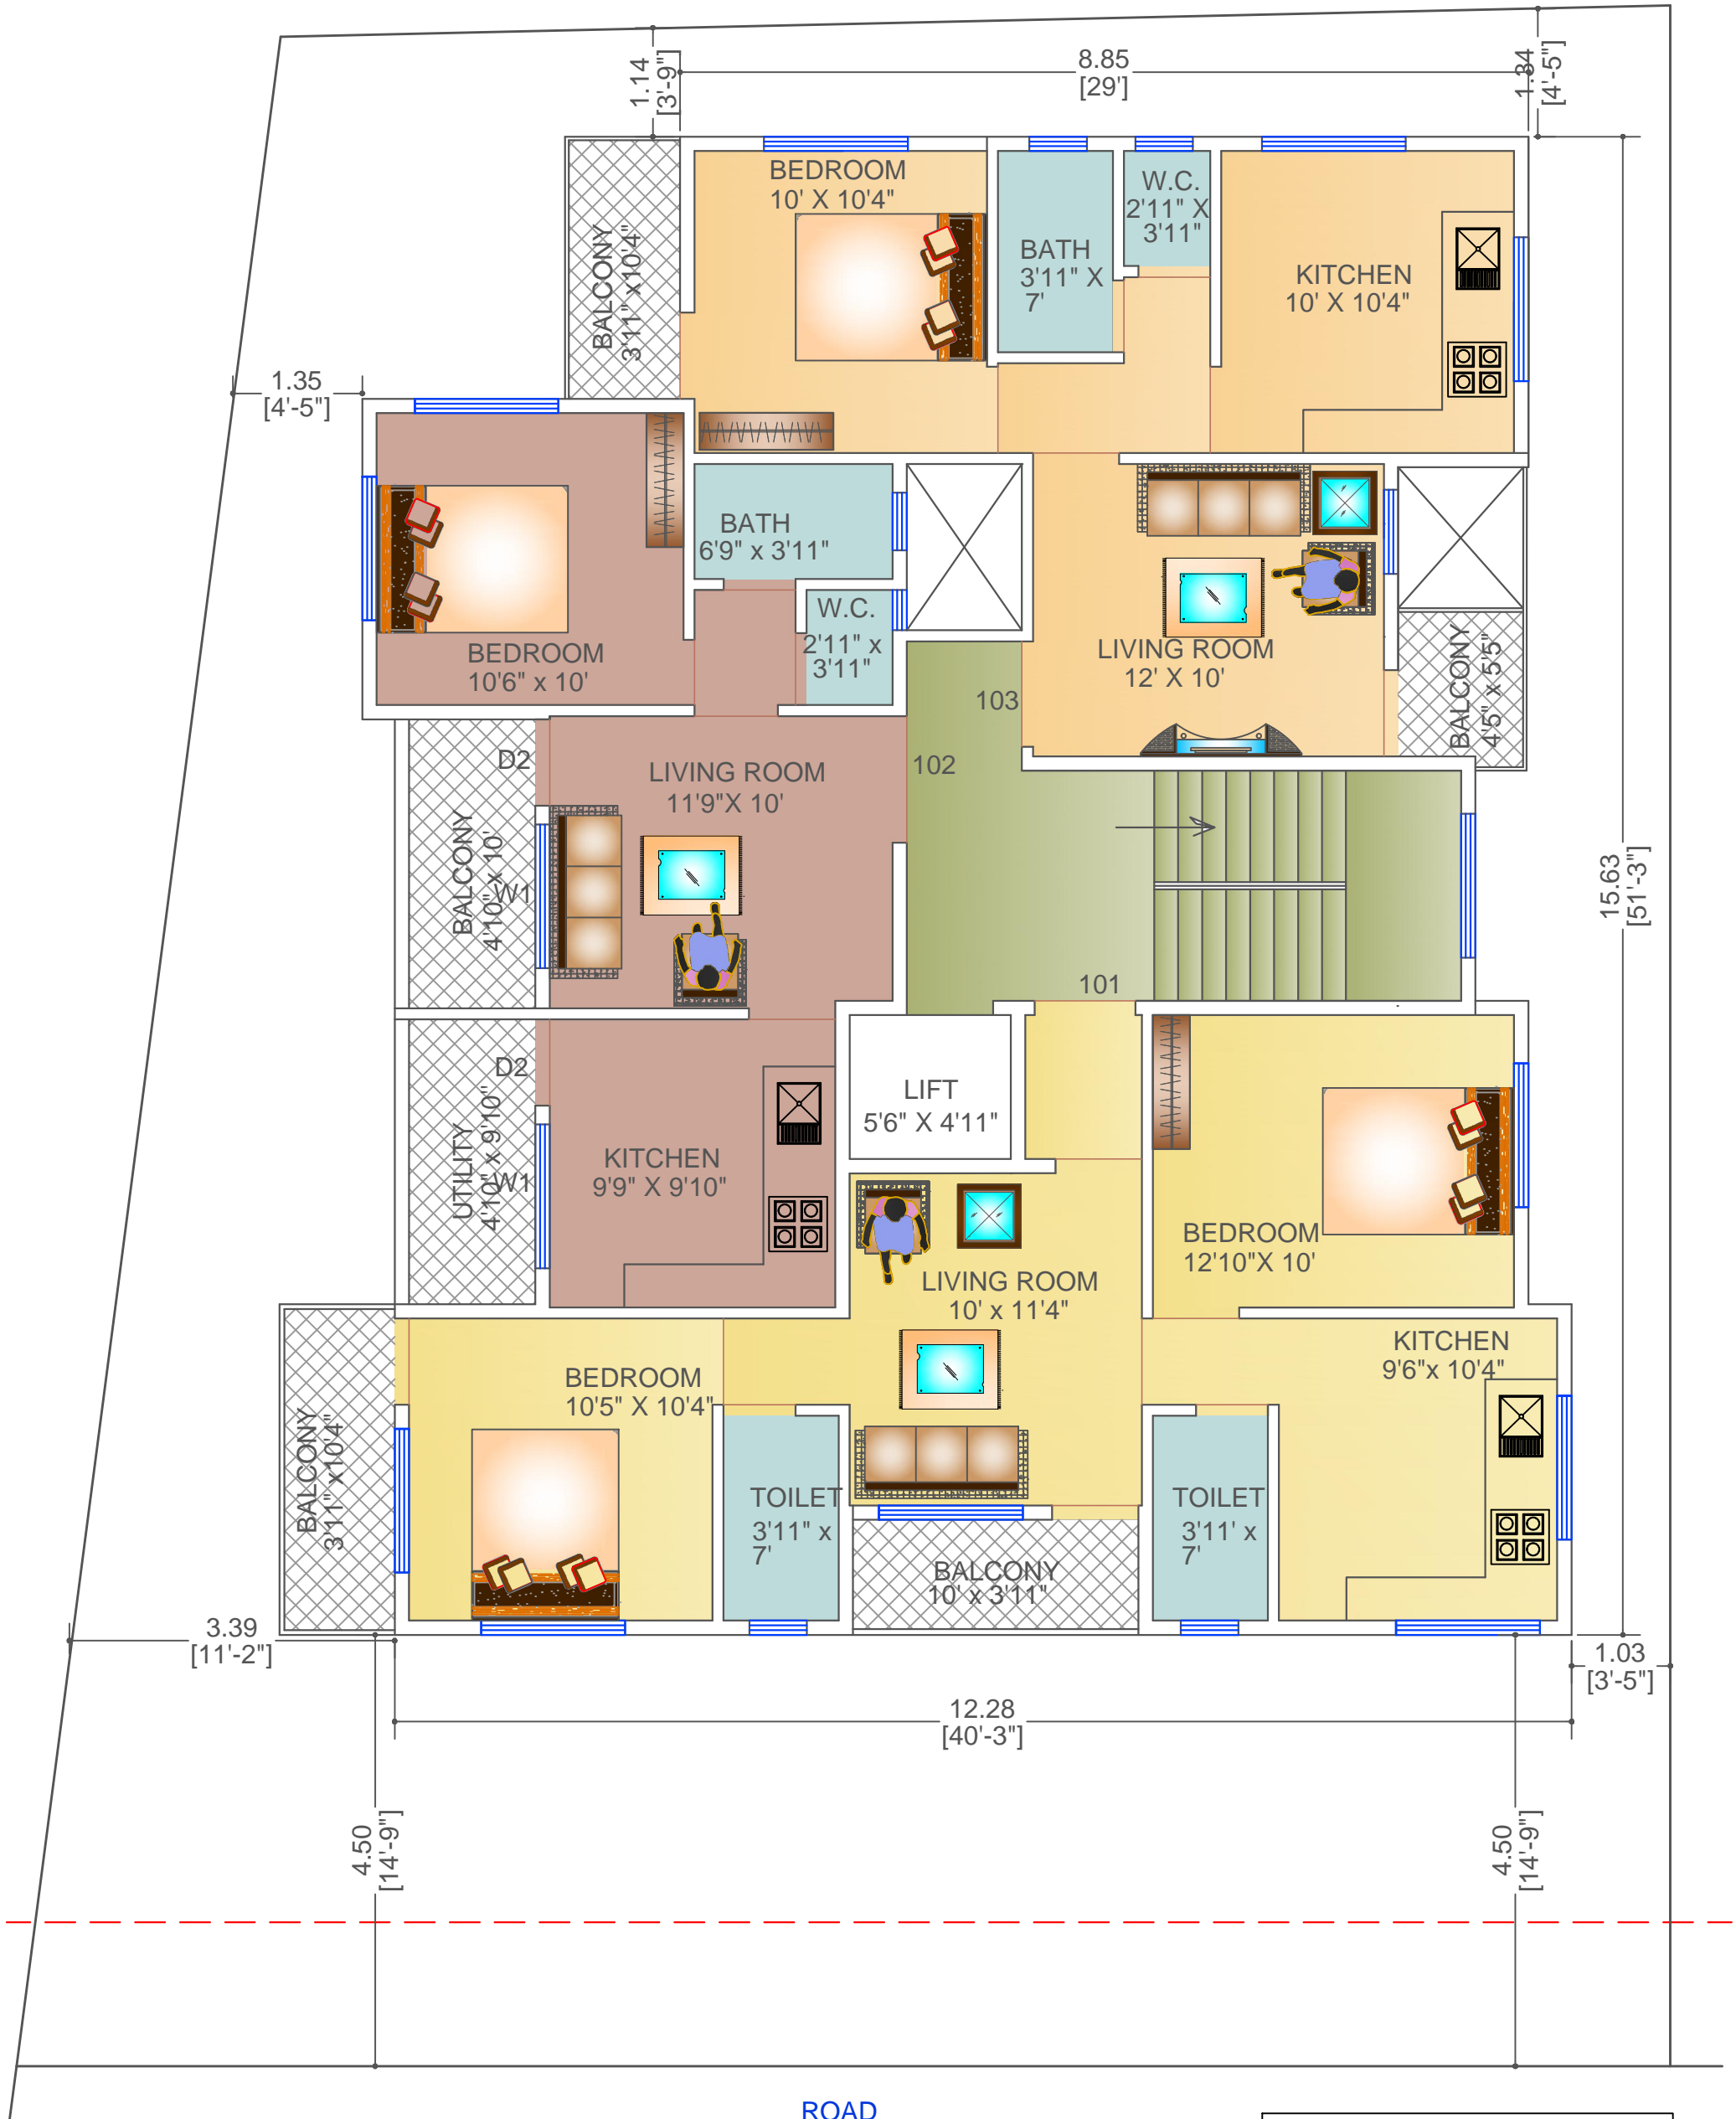 1.14
[3'-9"]
8.85
[29']
1.34
[4'-5"]
BEDROOM
10' X 10'4"
BALCONY
3'11" x10'4"
BATH
3'11" X
7'
W.C.
2'11" X
3'11"
KITCHEN
10' X 10'4"
1.35
[4'-5"]
BATH
6'9" x 3'11"
W.C.
2'11" x
3'11"
BEDROOM
10'6" x 10'
LIVING ROOM
12' X 10'
BALCONY
4'5" x 5'5"
103
102
D2
LIVING ROOM
11'9"X 10'
BALCONY
4'10" x 10'
W1
15.63
[51'-3"]
101
D2
UTILITY
4'10" x 9'10"
W1
LIFT
5'6" X 4'11"
KITCHEN
9'9" X 9'10"
BEDROOM
12'10"X 10'
LIVING ROOM
10' x 11'4"
KITCHEN
9'6"x 10'4"
BEDROOM
10'5" X 10'4"
BALCONY
3'11" x10'4"
TOILET
3'11" x
7'
TOILET
3'11' x
7'
BALCONY
10' x 3'11"
3.39
[11'-2"]
1.03
[3'-5"]
12.28
[40'-3"]
4.50
[14'-9"]
4.50
[14'-9"]
ROAD